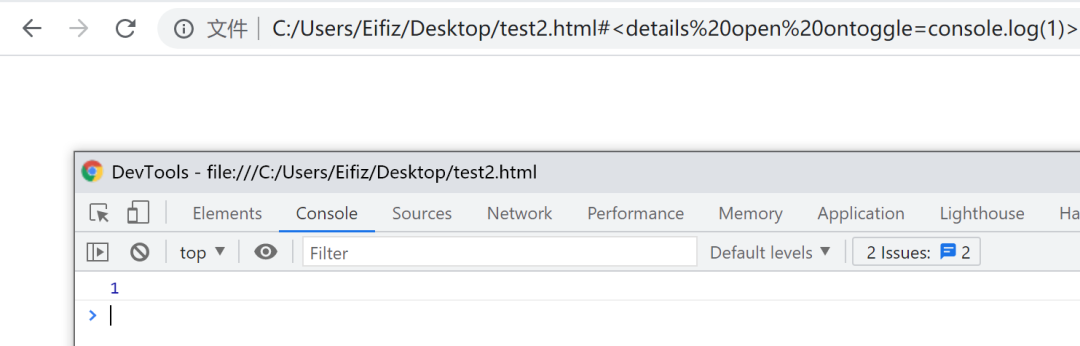 文件 C:/Users/Eifiz/Desktop/test2.html#<details%20open%20ontoggle=console.log(1)>
DevTools - file:///C:/Users/Eifiz/Desktop/test2.html
Elements Console Sources Network Performance Memory Application Lighthouse Ha
top ▼ Filter Default levels ▼ 2 Issues: 2
1
>